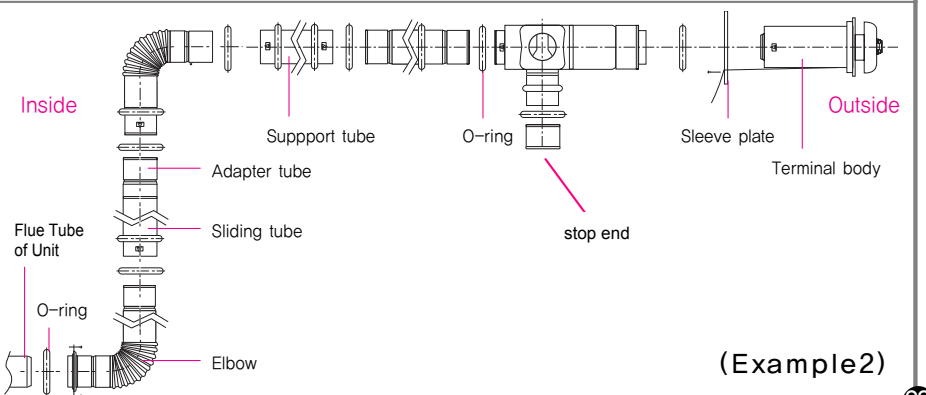 Inside
Outside
Suppport tube
O-ring
Sleeve plate
Terminal body
Adapter tube
stop end
Sliding tube
Flue Tube
of Unit
O-ring
Elbow
(Example2)